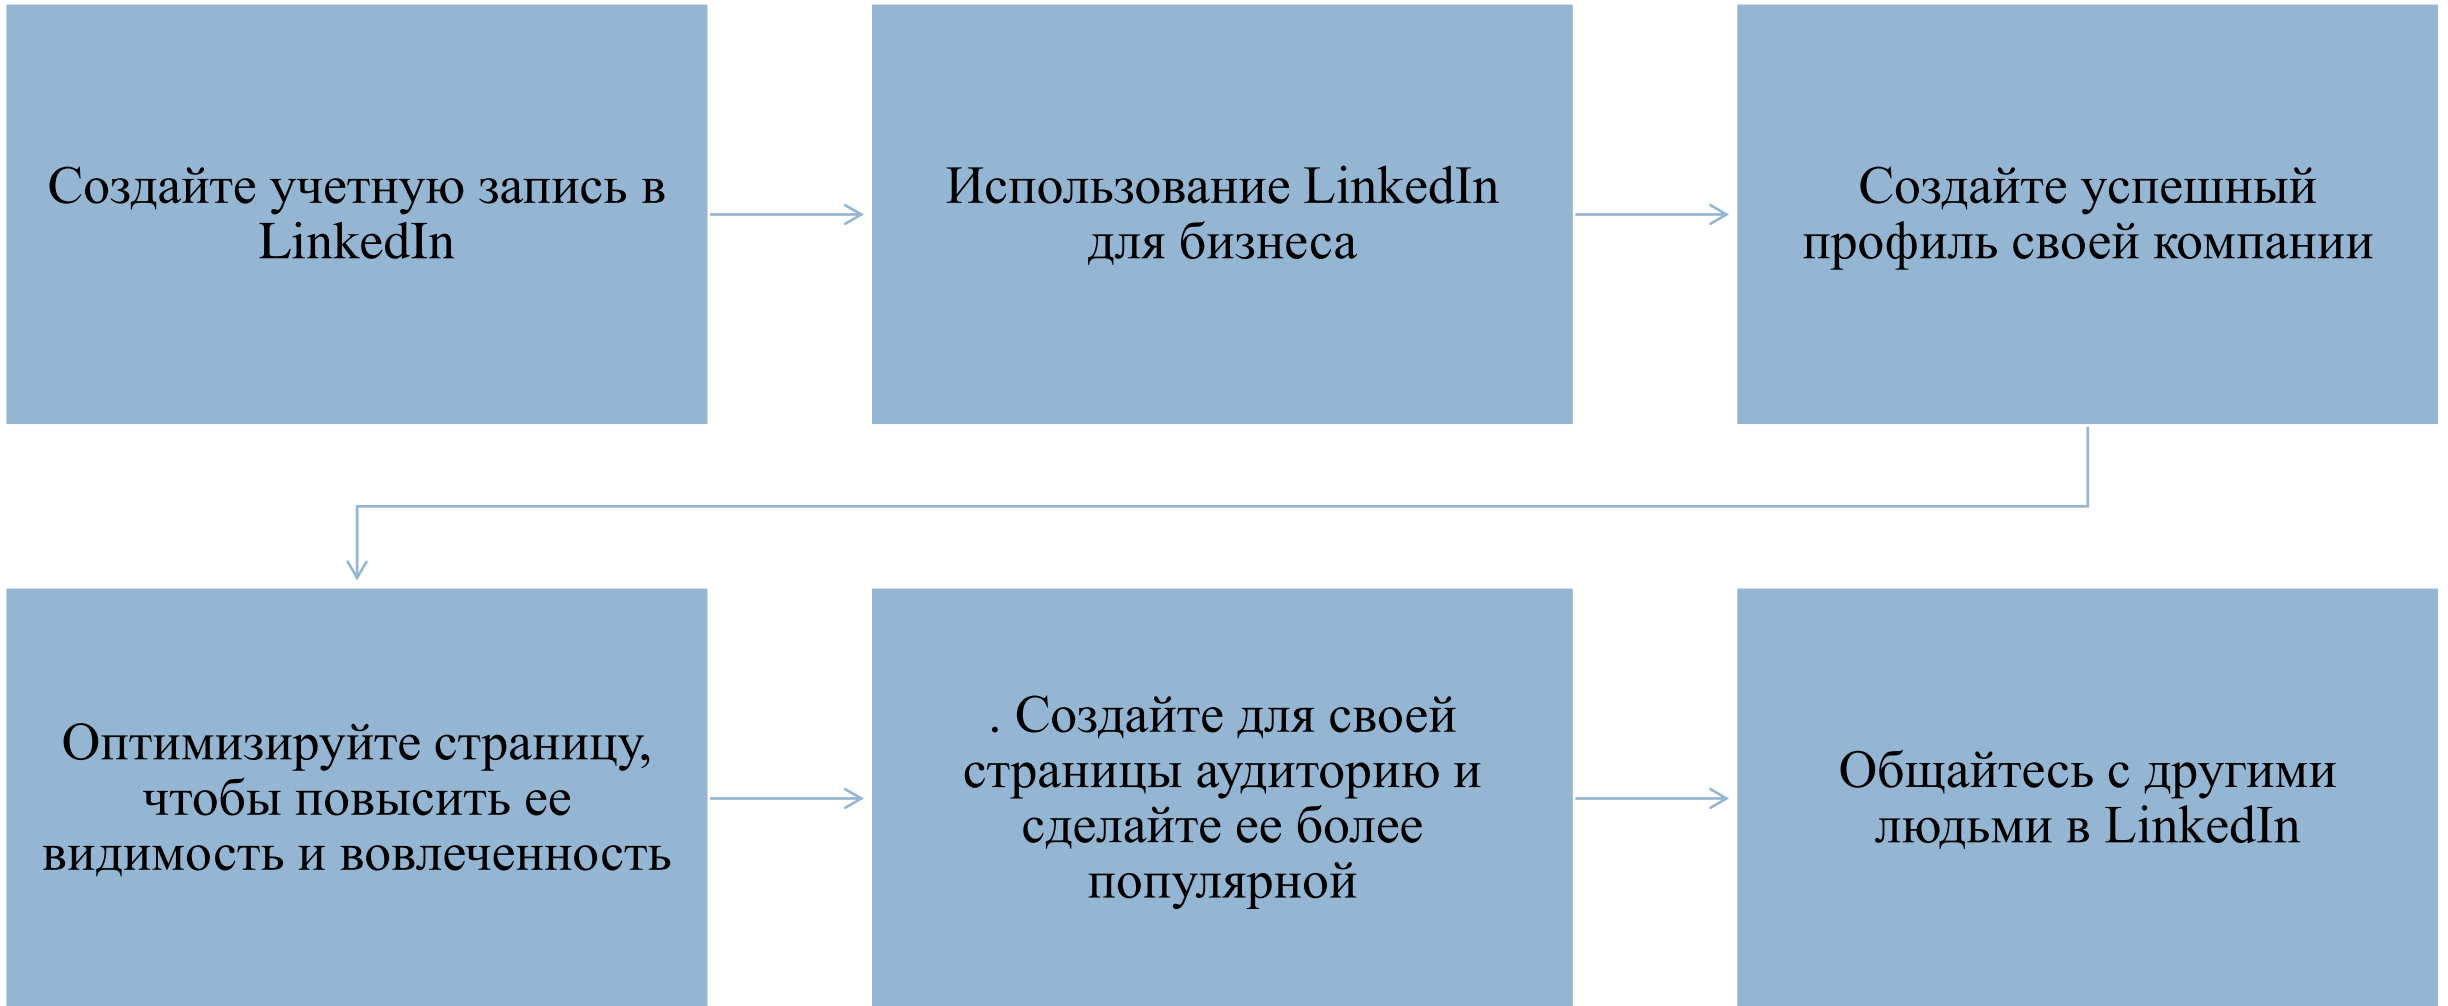 Создайте учетную запись в
LinkedIn
Использование LinkedIn
для бизнеса
Создайте успешный
профиль своей компании
Оптимизируйте страницу,
чтобы повысить ее
видимость и вовлеченность
. Создайте для своей
страницы аудиторию и
сделайте ее более
популярной
Общайтесь с другими
людьми в LinkedIn